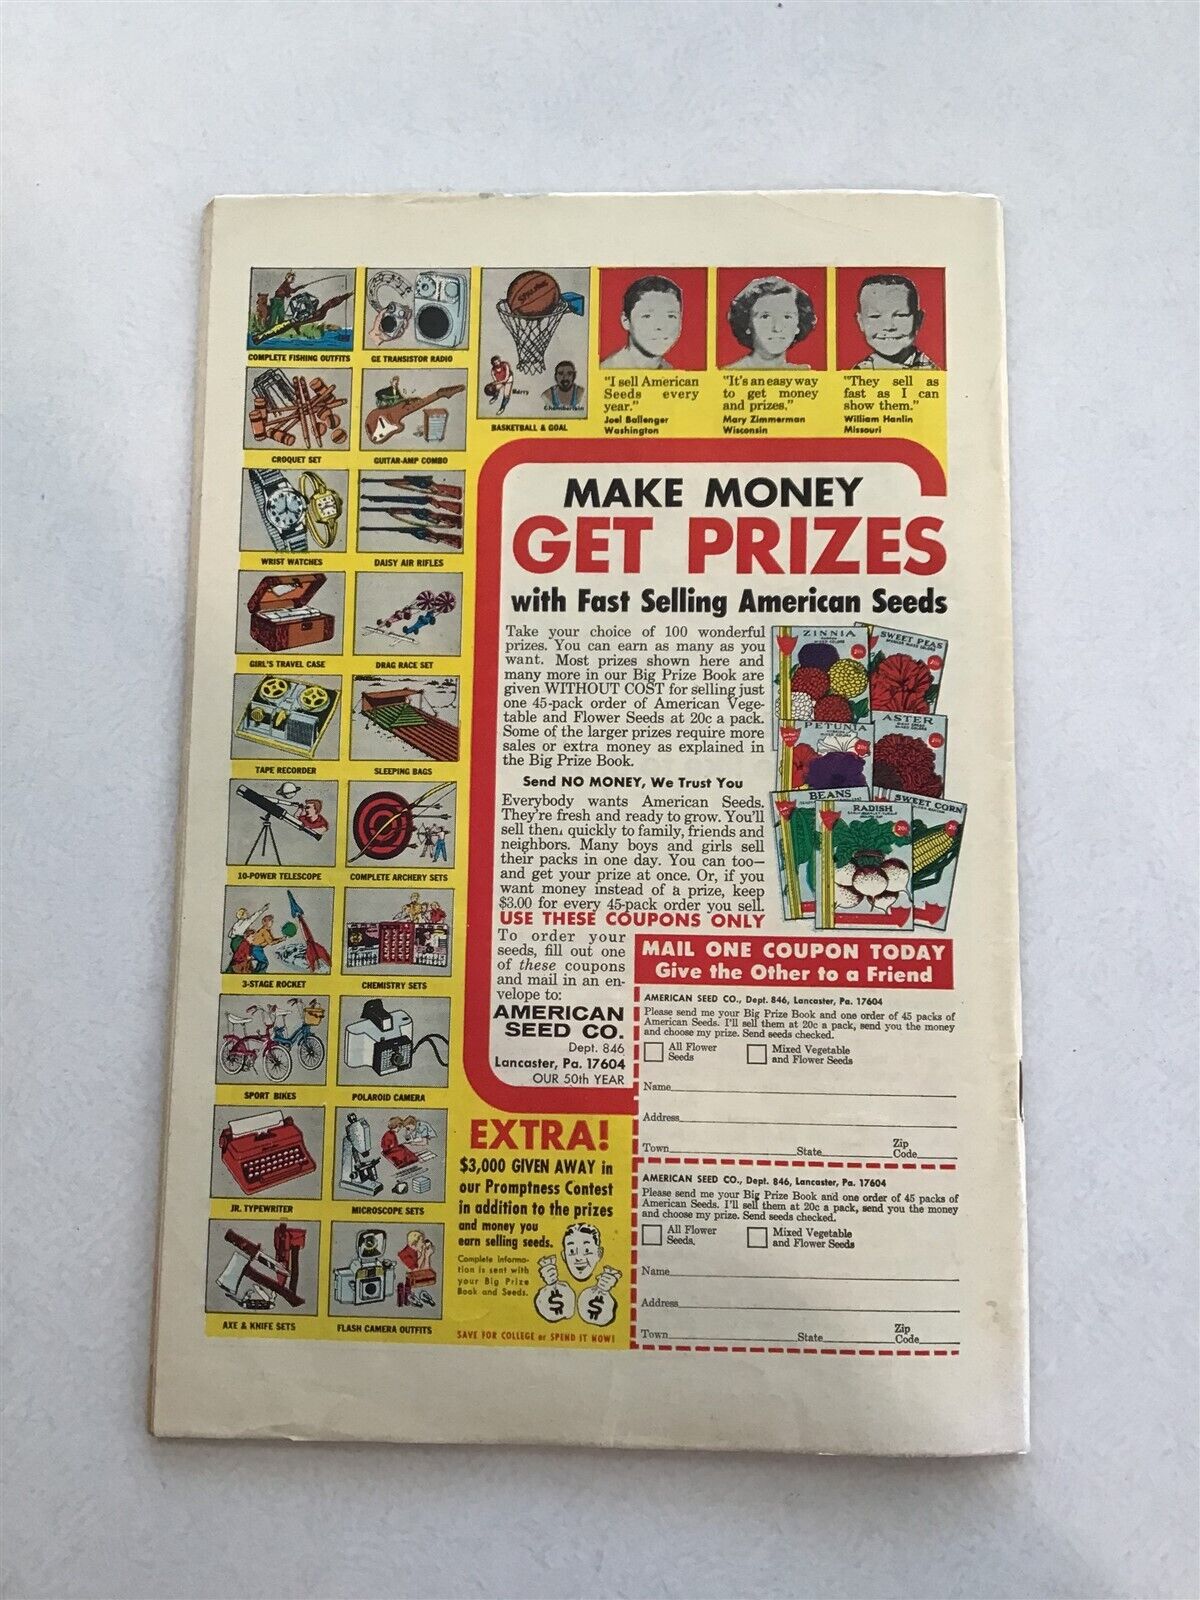 COMPLETE FISHING OUTFITS
GE TRANSISTOR RADIO
Spalding
Barry
Chamberlain
BASKETBALL & GOAL
CROQUET SET
GUITAR-AMP COMBO
WRIST WATCHES
DAISY AIR RIFLES
GIRL'S TRAVEL CASE
DRAG RACE SET
TAPE RECORDER
SLEEPING BAGS
10-POWER TELESCOPE
COMPLETE ARCHERY SETS
3-STAGE ROCKET
CHEMISTRY SETS
SPORT BIKES
POLAROID CAMERA
JR. TYPEWRITER
MICROSCOPE SETS
AXE & KNIFE SETS
FLASH CAMERA OUTFITS
"I sell American
Seeds every
year."
Joel Ballenger
Washington
"It's an easy way
to get money
and prizes."
Mary Zimmerman
Wisconsin
"They sell as
fast as I can
show them."
William Hanlin
Missouri
MAKE MONEY
GET PRIZES
with Fast Selling American Seeds
Take your choice of 100 wonderful
prizes. You can earn as many as you
want. Most prizes shown here and
many more in our Big Prize Book are
given WITHOUT COST for selling just
one 45-pack order of American Vege-
table and Flower Seeds at 20c a pack.
Some of the larger prizes require more
sales or extra money as explained in
the Big Prize Book.
Send NO MONEY, We Trust You
Everybody wants American Seeds.
They're fresh and ready to grow. You'll
sell them quickly to family, friends and
neighbors. Many boys and girls sell
their packs in one day. You can too—
and get your prize at once. Or, if you
want money instead of a prize, keep
$3.00 for every 45-pack order you sell.
USE THESE COUPONS ONLY
To order your
seeds, fill out one
of these coupons
and mail in an en-
velope to:
AMERICAN
SEED CO.
Dept. 846
Lancaster, Pa. 17604
OUR 50th YEAR
ZINNIA
20c
SWEET PEAS
20c
PETUNIA
20c
ASTER
20c
BEANS
RADISH
20c
SWEET CORN
20c
MAIL ONE COUPON TODAY
Give the Other to a Friend
AMERICAN SEED CO., Dept. 846, Lancaster, Pa. 17604
Please send me your Big Prize Book and one order of 45 packs of
American Seeds. I'll sell them at 20c a pack, send you the money
and choose my prize. Send seeds checked.
All Flower
Seeds
Mixed Vegetable
and Flower Seeds
Name
Address
Town State Zip
Code
AMERICAN SEED CO., Dept. 846, Lancaster, Pa. 17604
Please send me your Big Prize Book and one order of 45 packs of
American Seeds. I'll sell them at 20c a pack, send you the money
and choose my prize. Send seeds checked.
All Flower
Seeds.
Mixed Vegetable
and Flower Seeds
Name
Address
Town State Zip
Code
EXTRA!
$3,000 GIVEN AWAY in
our Promptness Contest
in addition to the prizes
and money you
earn selling seeds.
Complete informa-
tion is sent with
your Big Prize
Book and Seeds.
$ $
SAVE FOR COLLEGE or SPEND IT NOW!